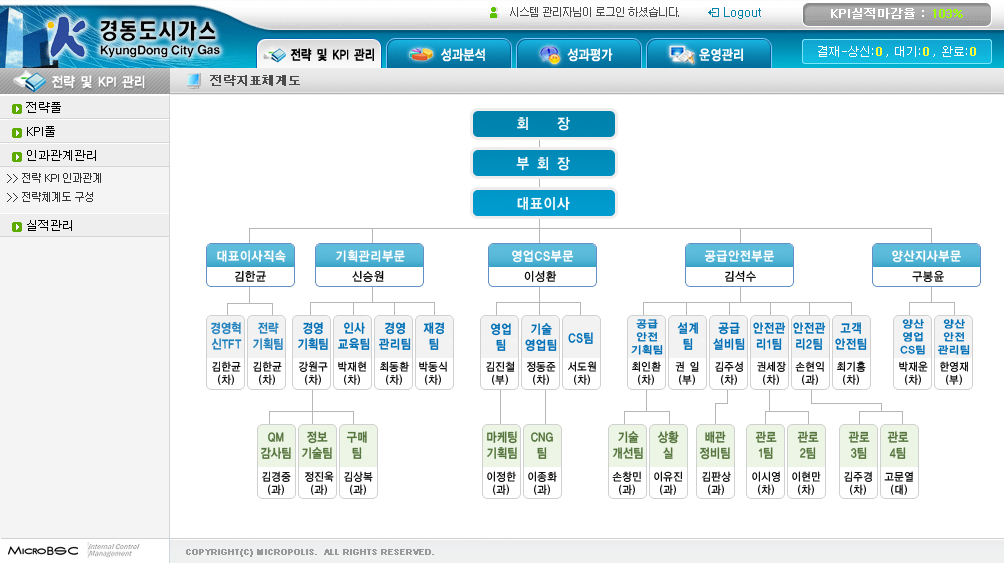 경동도시가스
KyungDong City Gas
시스템 관리자님이 로그인 하셨습니다.
Logout
KPI실적마감율 : 103%
전략 및 KPI 관리
성과분석
성과평가
운영관리
결재-상신:0 , 대기:0 , 완료:0
전략 및 KPI 관리
전략지표체계도
전략풀
KPI풀
인과관계관리
>> 전략 KPI 인과관계
>> 전략체계도 구성
실적관리
회 장
부 회 장
대표이사
대표이사직속
김한균
기획관리부문
신승원
영업CS부문
이성환
공급안전부문
김석수
양산지사부문
구봉윤
경영혁
신TFT
김한균
(차)
전략
기획팀
김한균
(차)
경영
기획팀
강원구
(차)
인사
교육팀
박재현
(차)
경영
관리팀
최동환
(차)
재경
팀
박동식
(차)
영업
팀
김진철
(부)
기술
영업팀
정동준
(차)
CS팀
서도원
(차)
공급
안전
기획팀
최인환
(차)
설계
팀
권 일
(부)
공급
설비팀
김주성
(차)
안전관
리1팀
권세장
(차)
안전관
리2팀
손현익
(과)
고객
안전팀
최기홍
(차)
양산
영업
CS팀
박재운
(차)
양산
안전
관리팀
한영재
(부)
QM
감사팀
김경중
(과)
정보
기술팀
정진욱
(과)
구매
팀
김상복
(과)
마케팅
기획팀
이정한
(과)
CNG
팀
이종화
(과)
기술
개선팀
손창민
(과)
상황
실
이유진
(과)
배관
정비팀
김판상
(과)
관로
1팀
이시영
(차)
관로
2팀
이현만
(차)
관로
3팀
김주경
(차)
관로
4팀
고문열
(대)
MICROBSC
Internal Control
Management
COPYRIGHT(C) MICROPOLIS. ALL RIGHTS RESERVED.